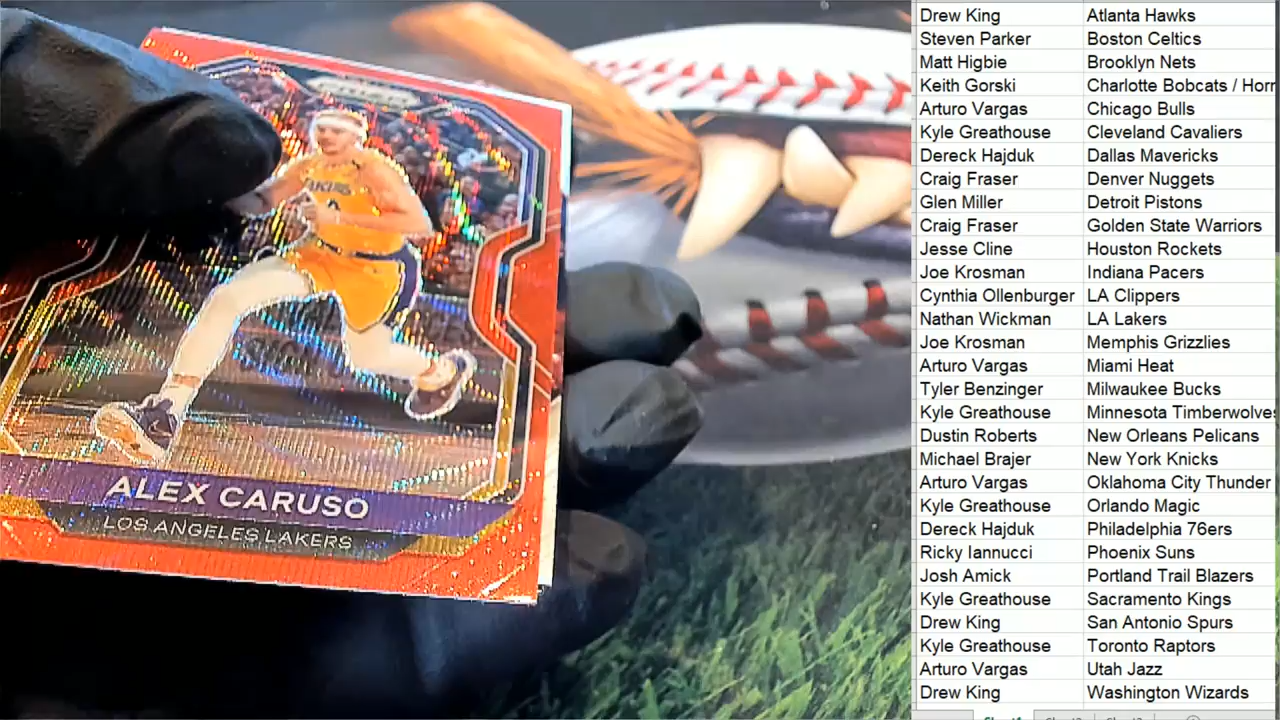 ALEX CARUSO
LOS ANGELES LAKERS
Drew King Atlanta Hawks
Steven Parker Boston Celtics
Matt Higbie Brooklyn Nets
Keith Gorski Charlotte Bobcats / Horr
Arturo Vargas Chicago Bulls
Kyle Greathouse Cleveland Cavaliers
Dereck Hajduk Dallas Mavericks
Craig Fraser Denver Nuggets
Glen Miller Detroit Pistons
Craig Fraser Golden State Warriors
Jesse Cline Houston Rockets
Joe Krosman Indiana Pacers
Cynthia Ollenburger LA Clippers
Nathan Wickman LA Lakers
Joe Krosman Memphis Grizzlies
Arturo Vargas Miami Heat
Tyler Benzinger Milwaukee Bucks
Kyle Greathouse Minnesota Timberwolves
Dustin Roberts New Orleans Pelicans
Michael Brajer New York Knicks
Arturo Vargas Oklahoma City Thunder
Kyle Greathouse Orlando Magic
Dereck Hajduk Philadelphia 76ers
Ricky Iannucci Phoenix Suns
Josh Amick Portland Trail Blazers
Kyle Greathouse Sacramento Kings
Drew King San Antonio Spurs
Kyle Greathouse Toronto Raptors
Arturo Vargas Utah Jazz
Drew King Washington Wizards